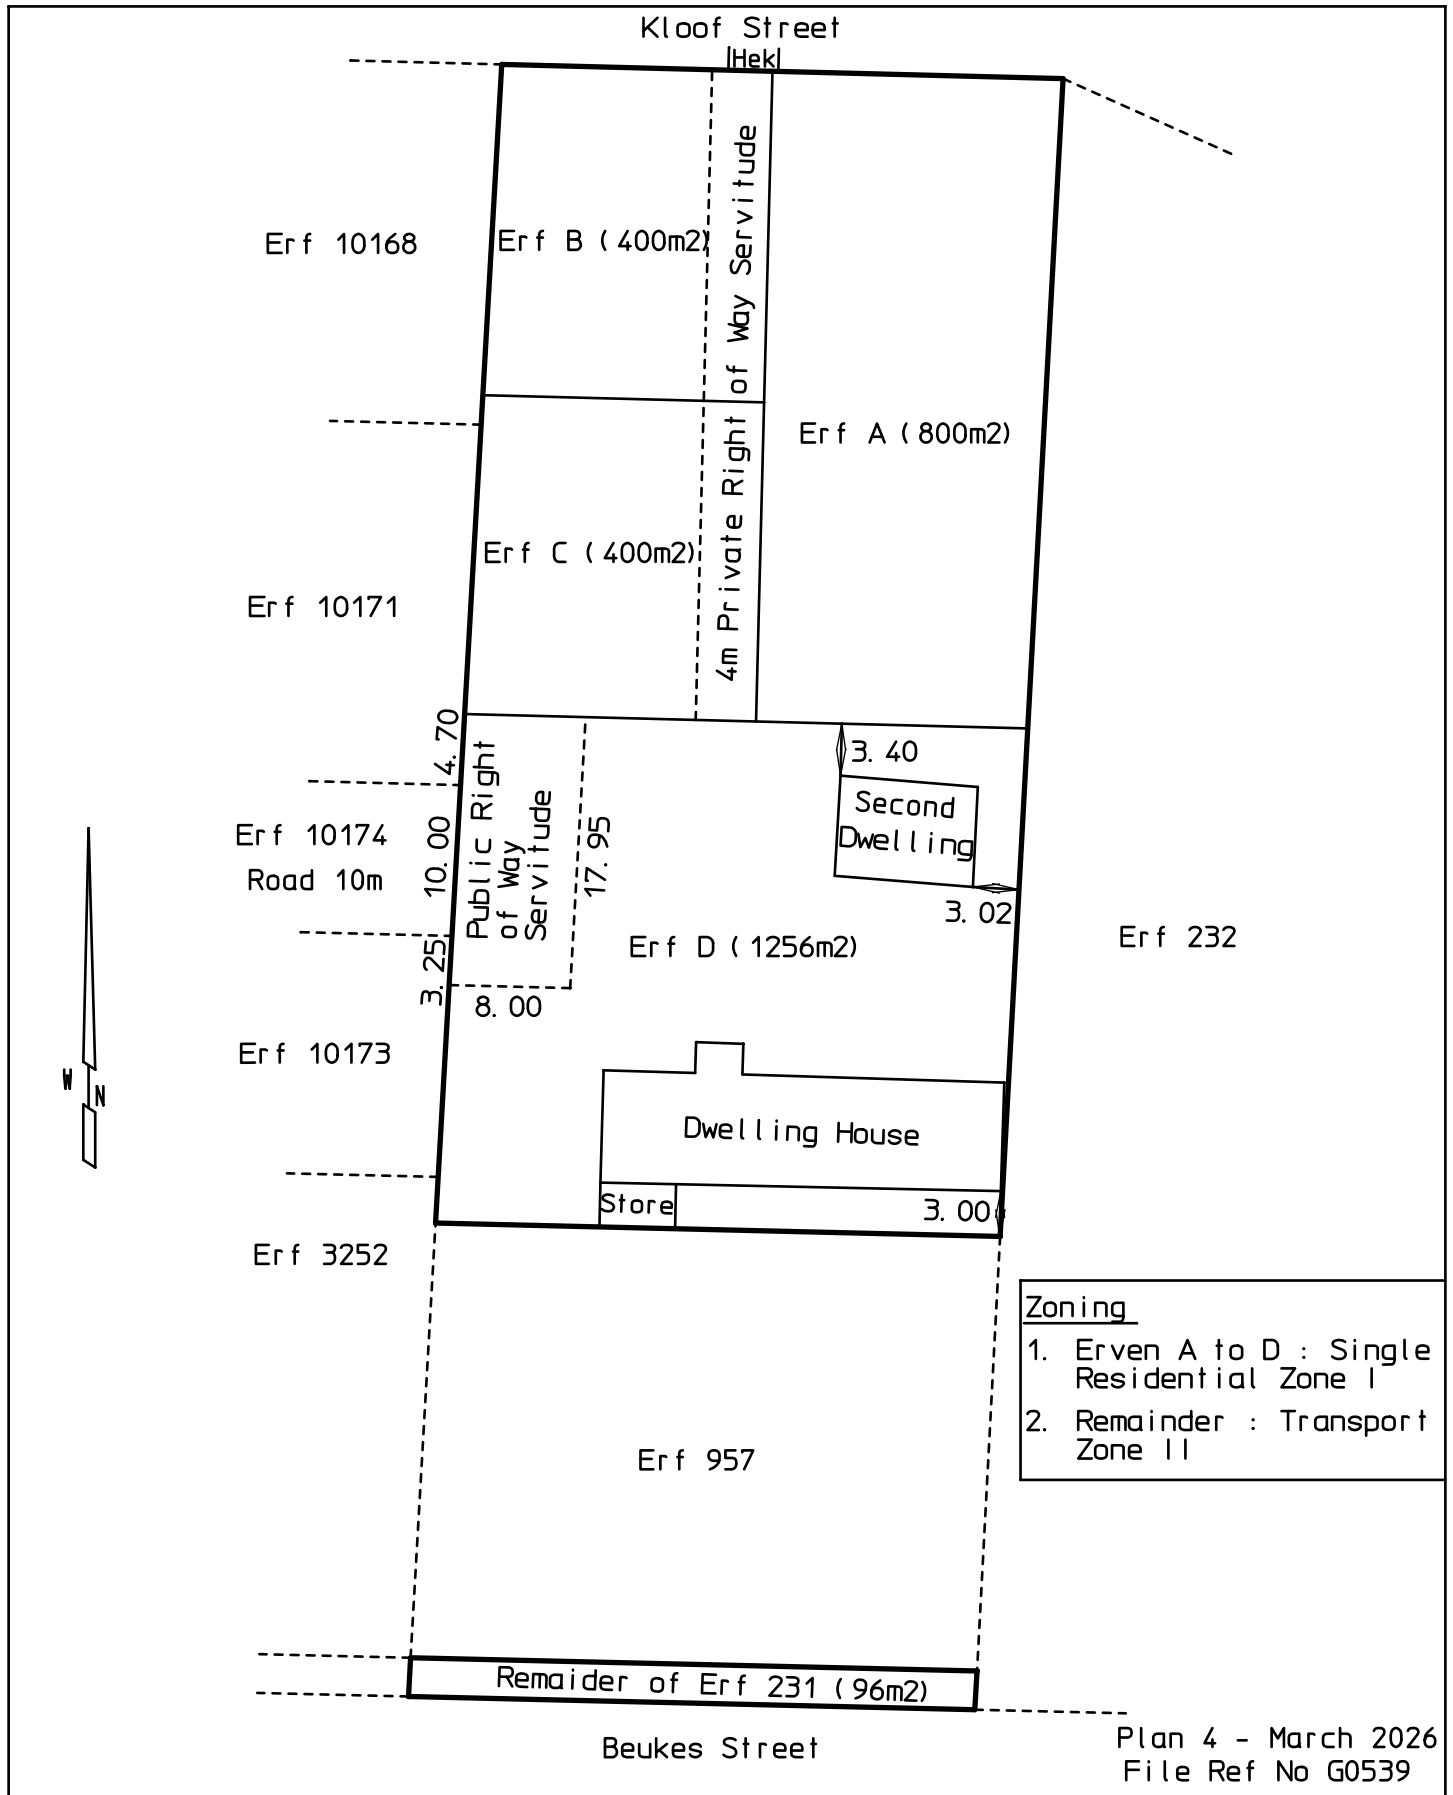 Kloof Street
Hek
Erf 10168
Erf B (400m2)
4m Private Right of Way Servitude
Erf A (800m2)
Erf C (400m2)
Erf 10171
4.70
3.40
Second
Dwelling
Public Right
of Way
Servitude
17.95
Erf 10174
Road 10m
10.00
3.02
Erf 232
Erf D (1256m2)
3.25
8.00
Erf 10173
W
N
Dwelling House
Store
3.00
Erf 3252
Zoning
1. Erven A to D : Single
Residential Zone I
2. Remainder : Transport
Zone II
Erf 957
Remaider of Erf 231 (96m2)
Beukes Street
Plan 4 - March 2026
File Ref No G0539